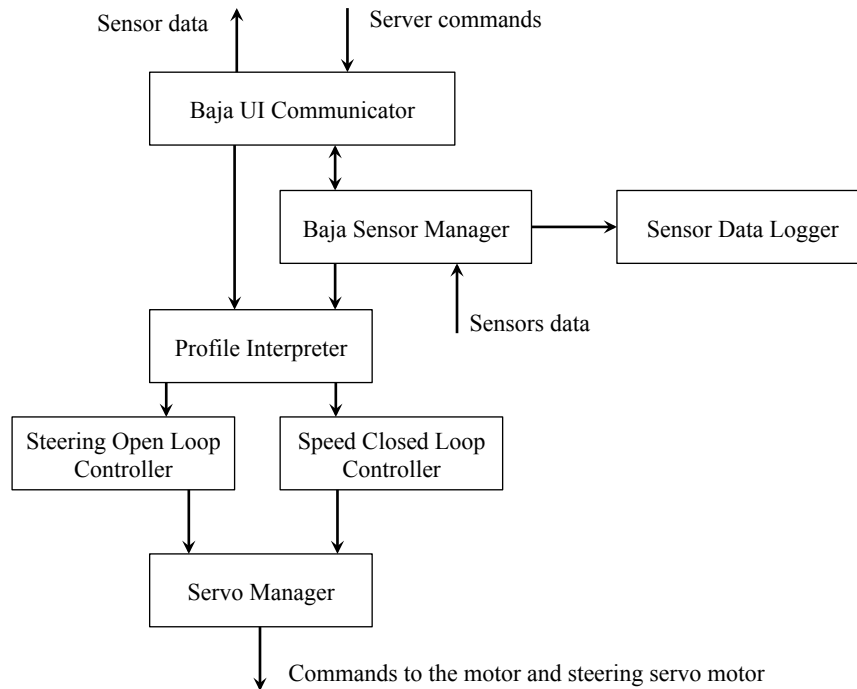 Sensor data
Server commands
Baja UI Communicator
Baja Sensor Manager
Sensor Data Logger
Sensors data
Profile Interpreter
Steering Open Loop
Controller
Speed Closed Loop
Controller
Servo Manager
Commands to the motor and steering servo motor